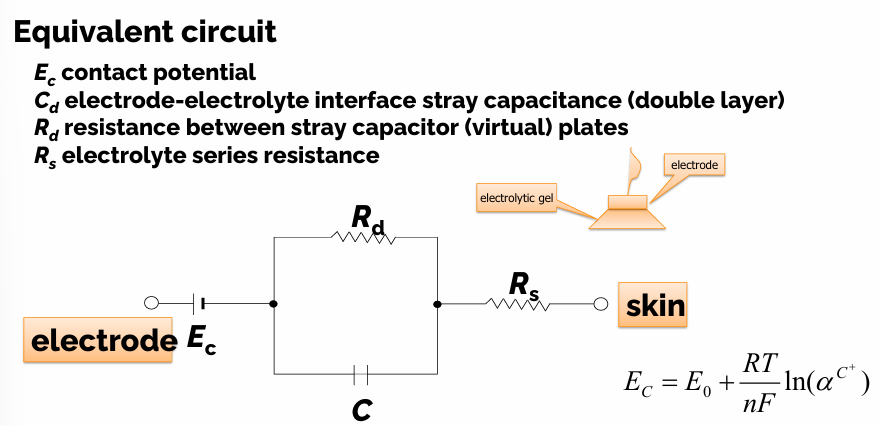 Equivalent circuit
E_c contact potential
C_d electrode-electrolyte interface stray capacitance (double layer)
R_d resistance between stray capacitor (virtual) plates
R_s electrolyte series resistance
electrode
electrolytic gel
R_d
R_s
skin
electrode E_c
C
E_C = E_0 + \frac{RT}{nF} ln(α^{C^+})